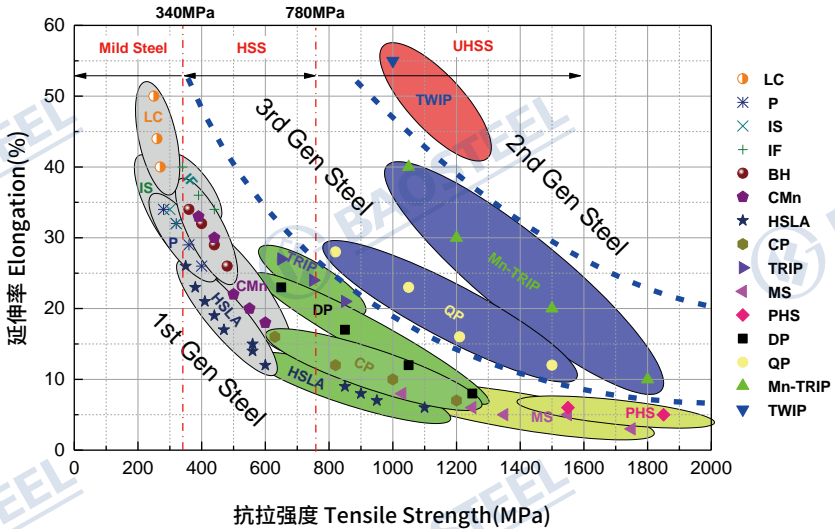 340MPa 780MPa
60
50
40
30
20
10
0
延伸率 Elongation(%)
Mild Steel HSS UHSS
LC
IS
P
IF
HSLA
CMn
TRIP
DP
CP
HSLA
QP
Mn-TRIP
TWIP
MS
PHS
1st Gen Steel
3rd Gen Steel
2nd Gen Steel
BAOSTEEL
0 200 400 600 800 1000 1200 1400 1600 1800 2000
抗拉强度 Tensile Strength(MPa)
LC
P
IS
IF
BH
CMn
HSLA
CP
TRIP
MS
PHS
DP
QP
Mn-TRIP
TWIP